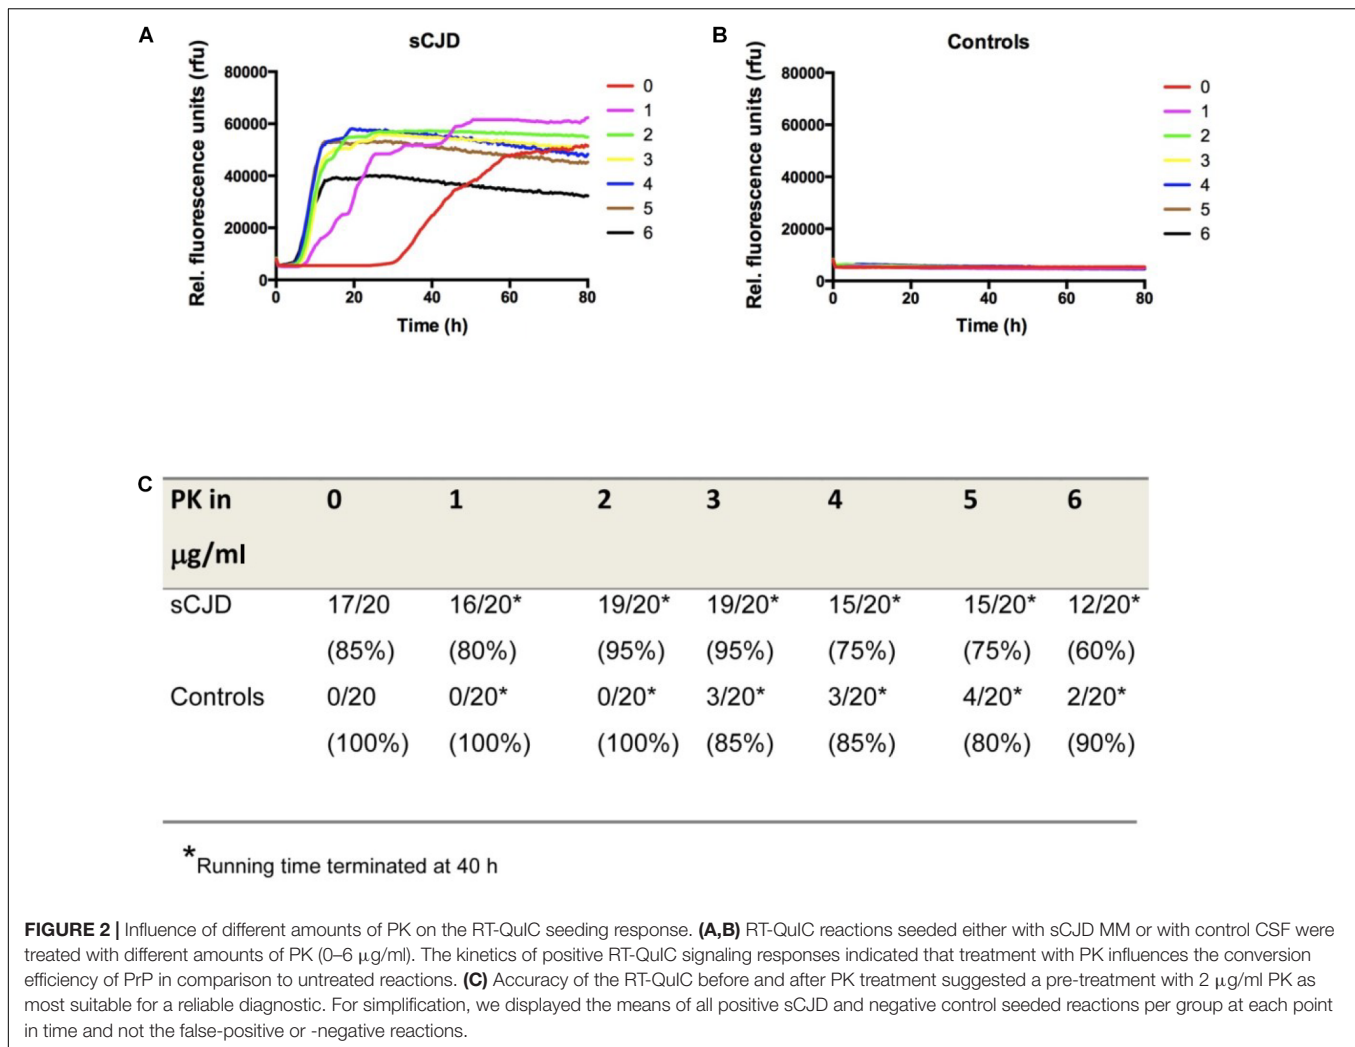 A
sCJD
Rel. fluorescence units (rfu)
80000
60000
40000
20000
0
0 20 40 60 80
Time (h)
0
1
2
3
4
5
6
B
Controls
Rel. fluorescence units (rfu)
80000
60000
40000
20000
0
0 20 40 60 80
Time (h)
0
1
2
3
4
5
6
C
PK in 0 1 2 3 4 5 6
μg/ml
sCJD 17/20 16/20* 19/20* 19/20* 15/20* 15/20* 12/20*
(85%) (80%) (95%) (95%) (75%) (75%) (60%)
Controls 0/20 0/20* 0/20* 3/20* 3/20* 4/20* 2/20*
(100%) (100%) (100%) (85%) (85%) (80%) (90%)
*Running time terminated at 40 h
FIGURE 2 | Influence of different amounts of PK on the RT-QuIC seeding response. (A,B) RT-QuIC reactions seeded either with sCJD MM or with control CSF were
treated with different amounts of PK (0–6 μg/ml). The kinetics of positive RT-QuIC signaling responses indicated that treatment with PK influences the conversion
efficiency of PrP in comparison to untreated reactions. (C) Accuracy of the RT-QuIC before and after PK treatment suggested a pre-treatment with 2 μg/ml PK as
most suitable for a reliable diagnostic. For simplification, we displayed the means of all positive sCJD and negative control seeded reactions per group at each point
in time and not the false-positive or -negative reactions.